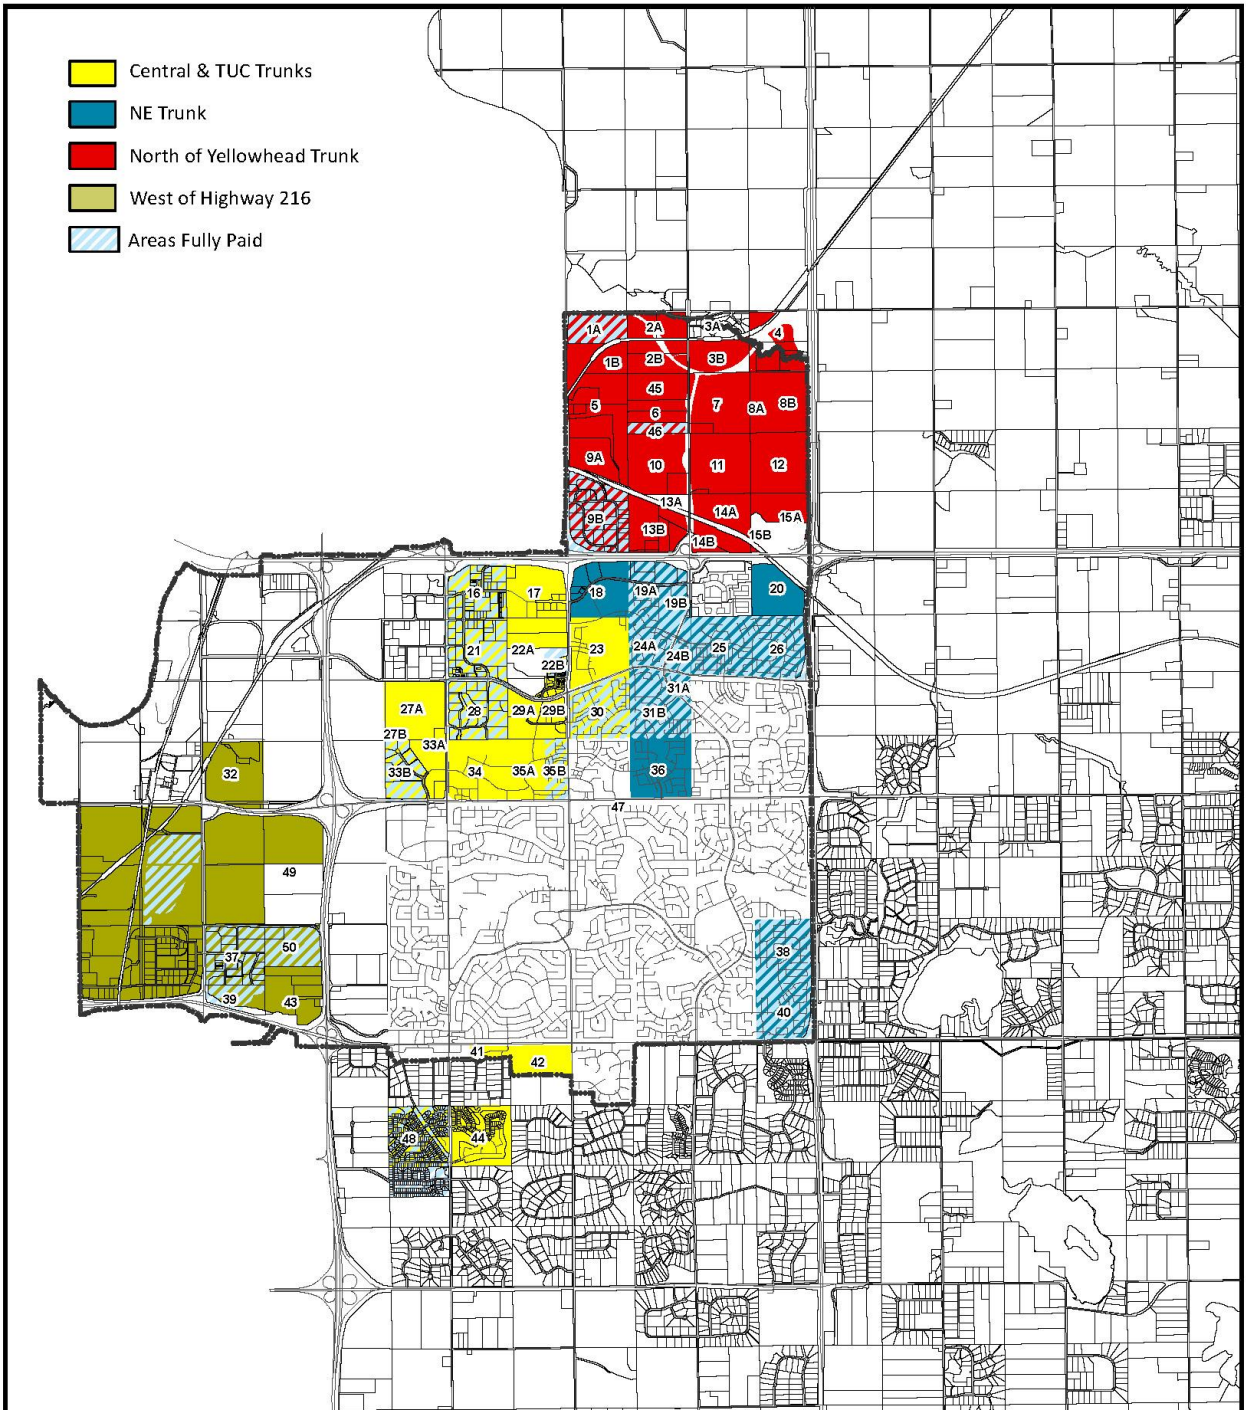 Central & TUC Trunks
NE Trunk
North of Yellowhead Trunk
West of Highway 216
Areas Fully Paid
1A
2A
3A
4
1B
2B
3B
45
5
6
7
8A
8B
46
9A
10
11
12
13A
9B
13B
14A
15A
14B
15B
16
17
18
19A
19B
20
21
22A
22B
23
24A
24B
25
26
27A
28
29A
29B
30
31A
31B
27B
33A
32
33B
34
35A
35B
36
47
49
50
37
38
39
43
40
41
42
48
44